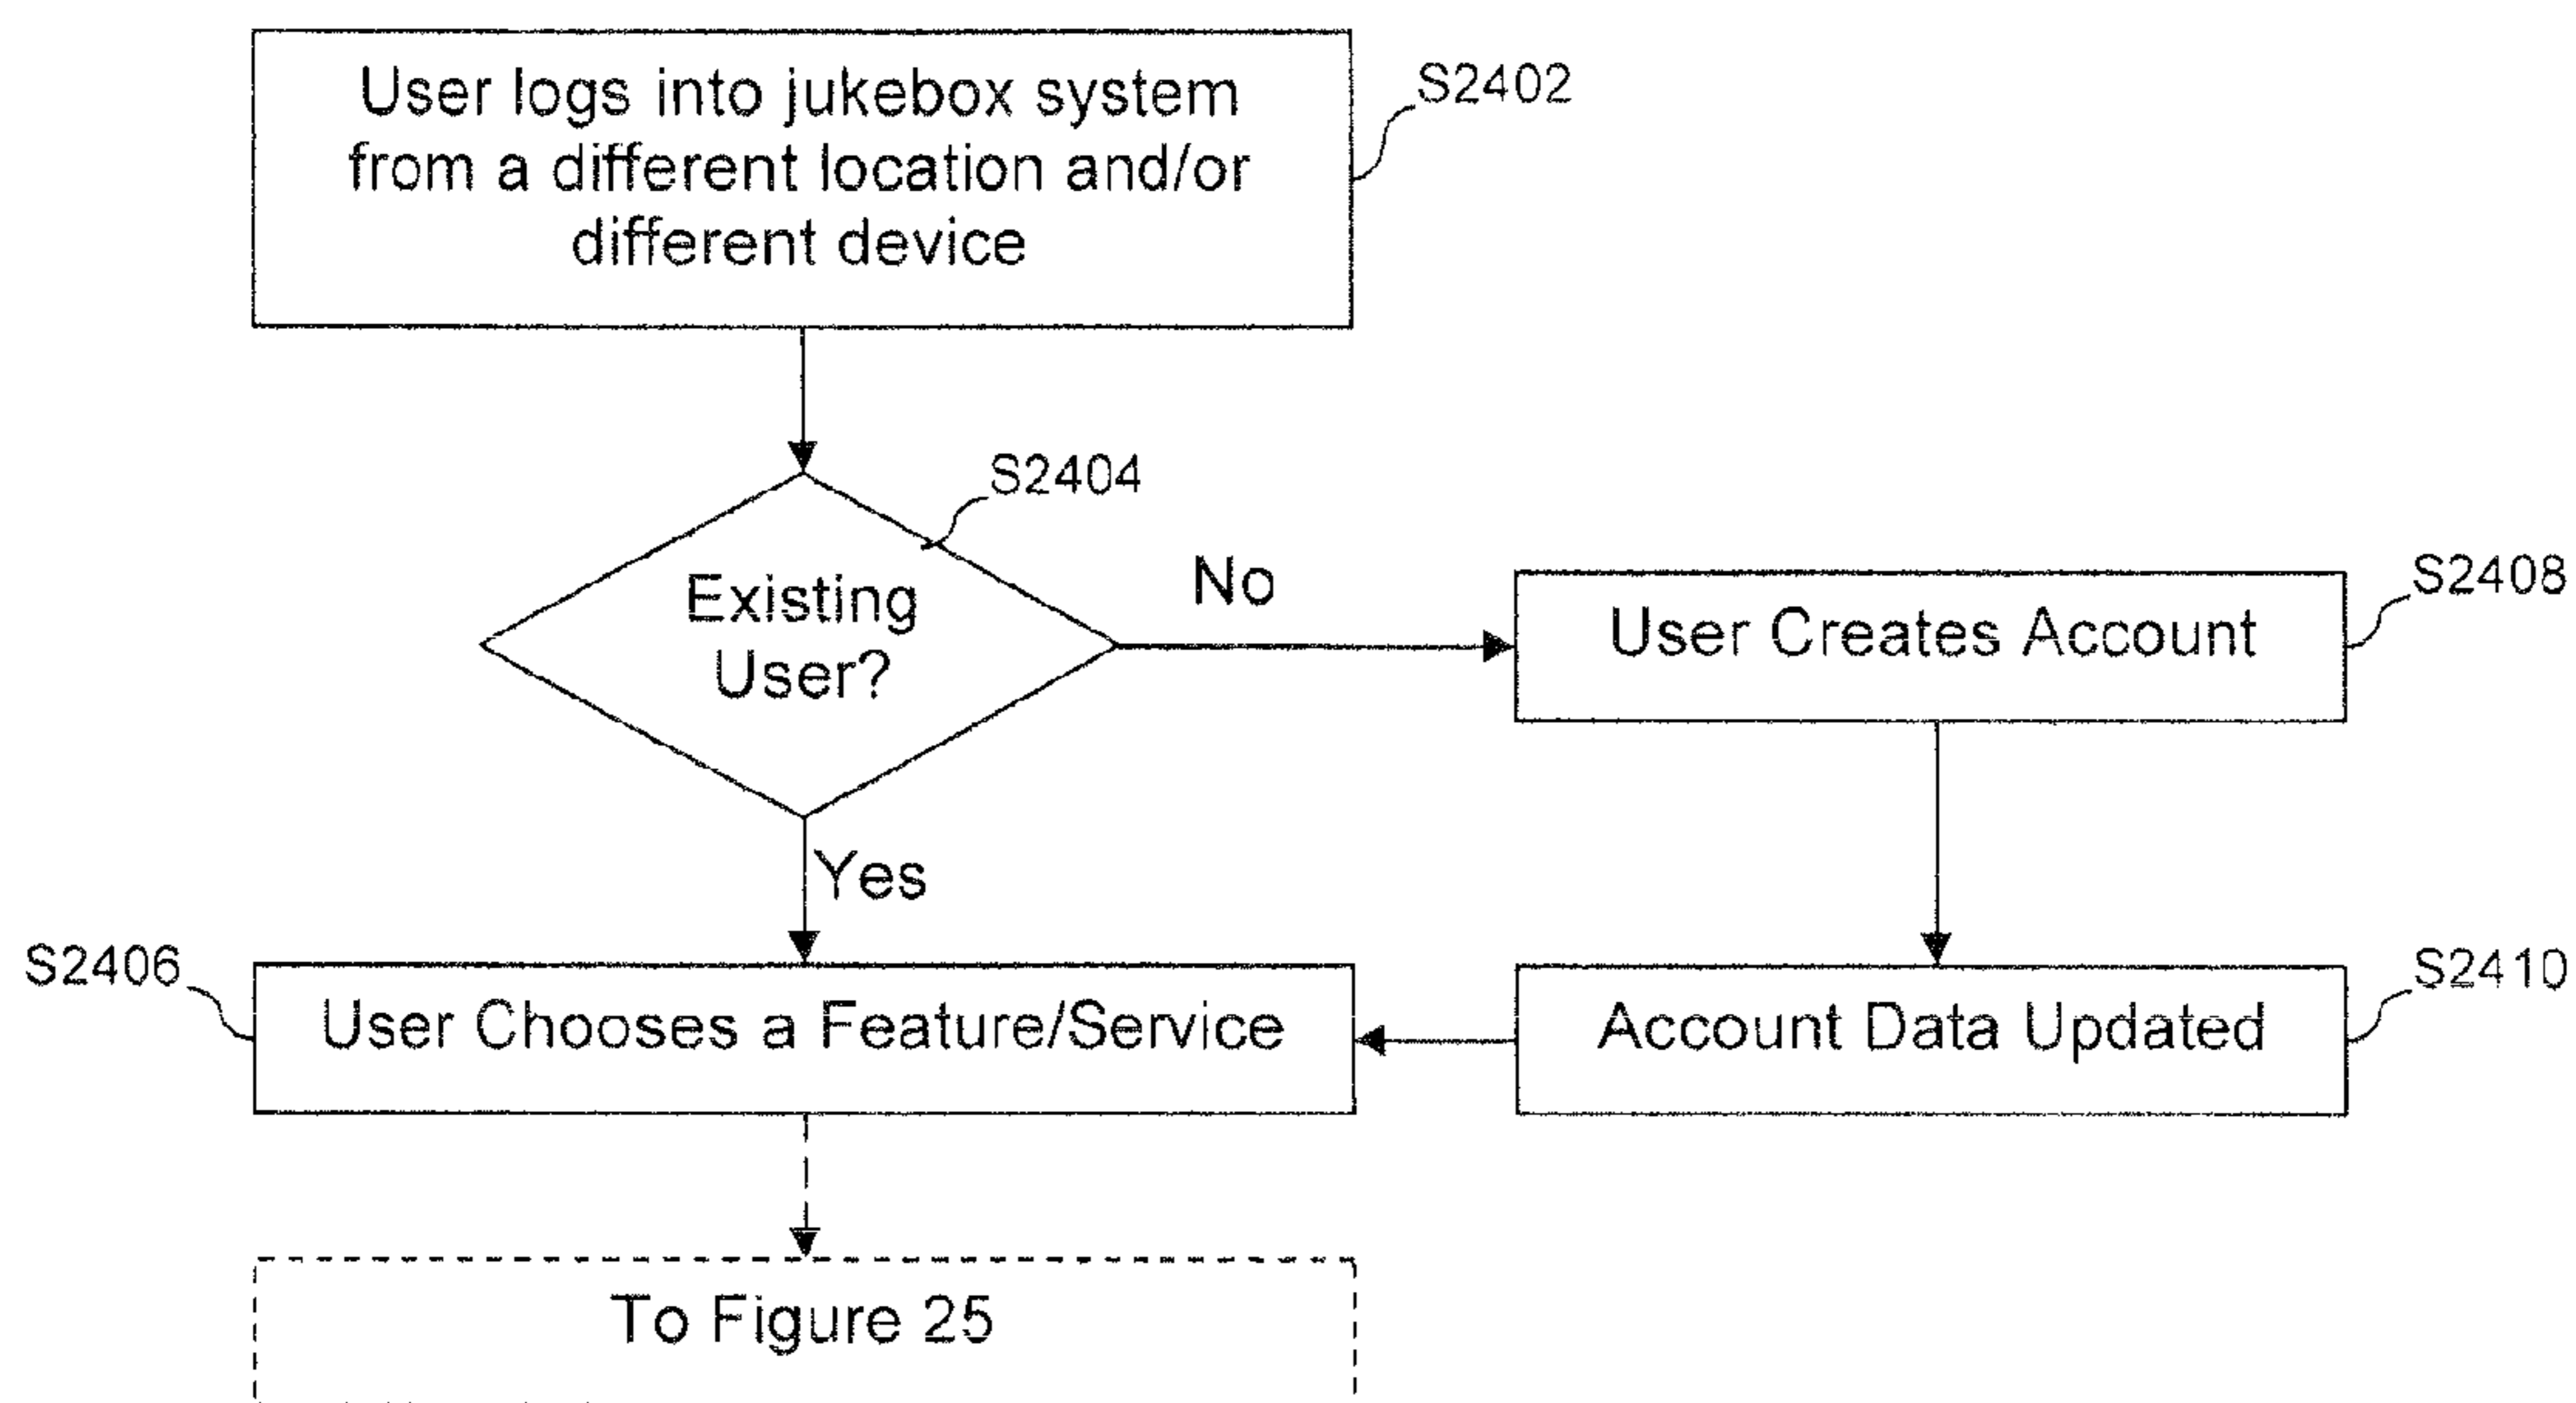 User logs into jukebox system
from a different location and/or
different device
S2402
S2404
Existing
User?
No
User Creates Account
S2408
Yes
S2406
User Chooses a Feature/Service
Account Data Updated
S2410
To Figure 25